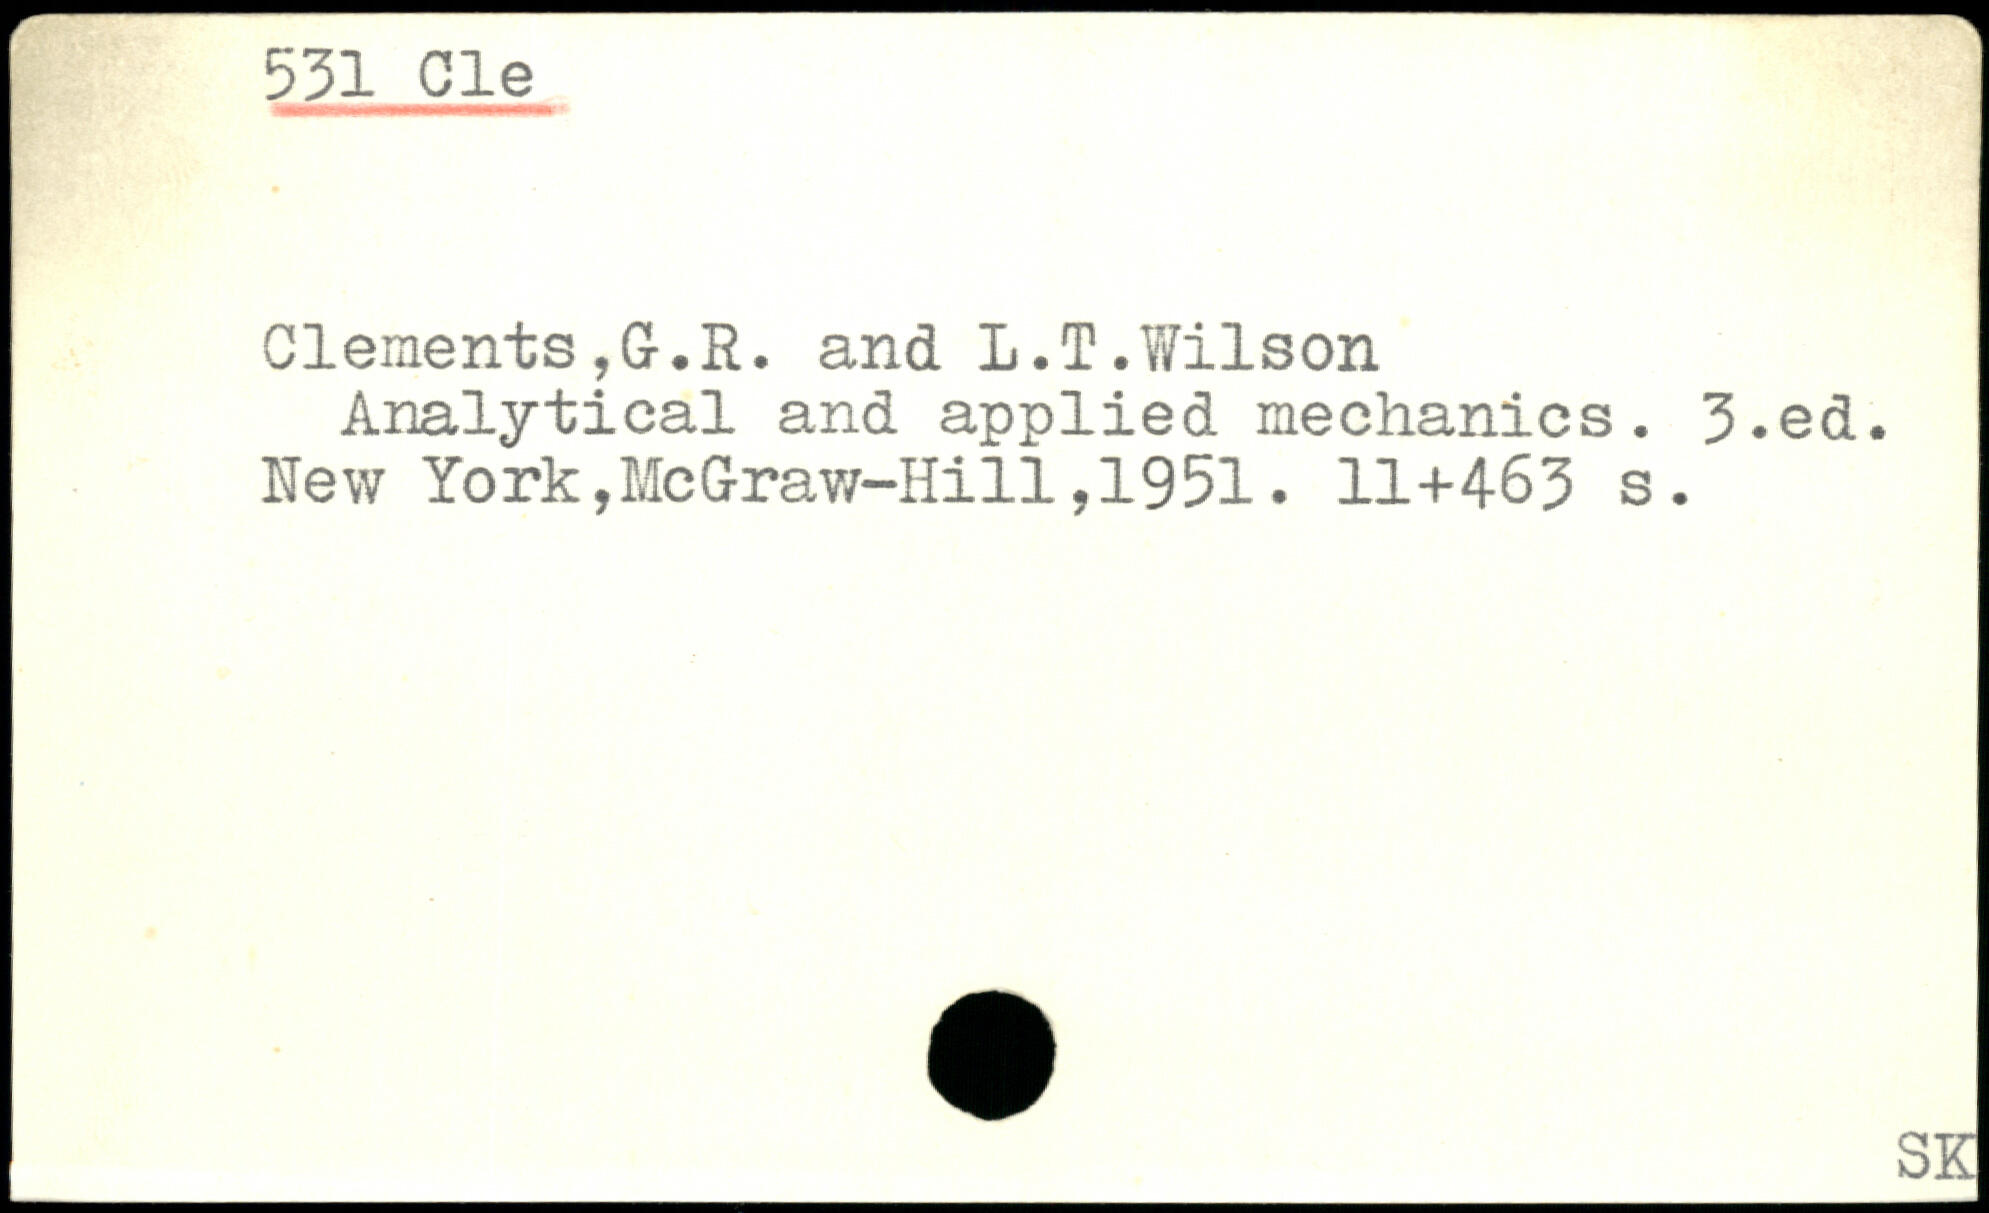 531 Cle
Clements,G.R. and L.T.Wilson
Analytical and applied mechanics. 3.ed.
New York,McGraw-Hill,1951. 11+463 s.
SK